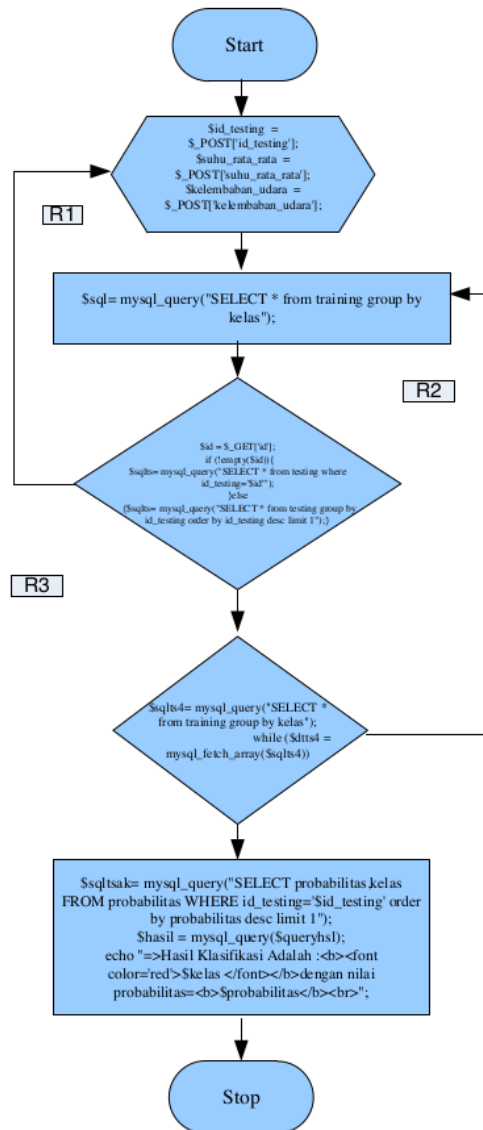 Start
$id_testing =
$_POST['id_testing'];
$suhu_rata_rata =
$_POST['suhu_rata_rata'];
$kelembaban_udara =
$_POST['kelembaban_udara'];
R1
$sql= mysql_query("SELECT * from training group by
kelas");
R2
$id = $_GET['id'];
if (!empty($id)){
$sqlts= mysql_query("SELECT * from testing where
id_testing='$id'");
}else
{$sqlts= mysql_query("SELECT * from testing group by
id_testing order by id_testing desc limit 1");}
R3
$sqlts4= mysql_query("SELECT *
from training group by kelas");
while ($dtts4 =
mysql_fetch_array($sqlts4))
$sqltsak= mysql_query("SELECT probabilitas,kelas
FROM probabilitas WHERE id_testing='$id_testing' order
by probabilitas desc limit 1");
$hasil = mysql_query($queryhsl);
echo "=>Hasil Klasifikasi Adalah :<b><font
color='red'>$kelas </font></b>dengan nilai
probabilitas=<b>$probabilitas</b><br>";
Stop